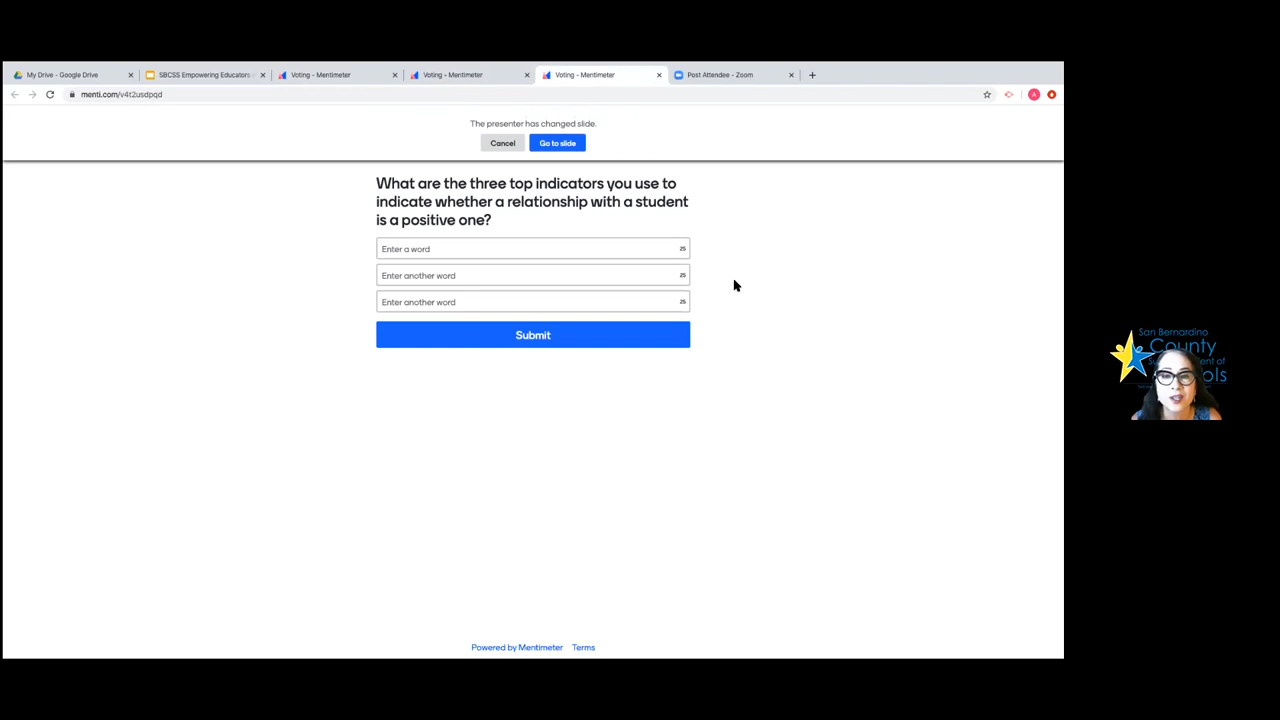 My Drive - Google Drive
SBCSS Empowering Educators
Voting - Mentimeter
Voting - Mentimeter
Voting - Mentimeter
Post Attendee - Zoom
menti.com/v4t2usdpqd
A
The presenter has changed slide.
Cancel
Go to slide
What are the three top indicators you use to
indicate whether a relationship with a student
is a positive one?
Enter a word 25
Enter another word 25
Enter another word 25
Submit
Powered by Mentimeter Terms
San Bernardino
County